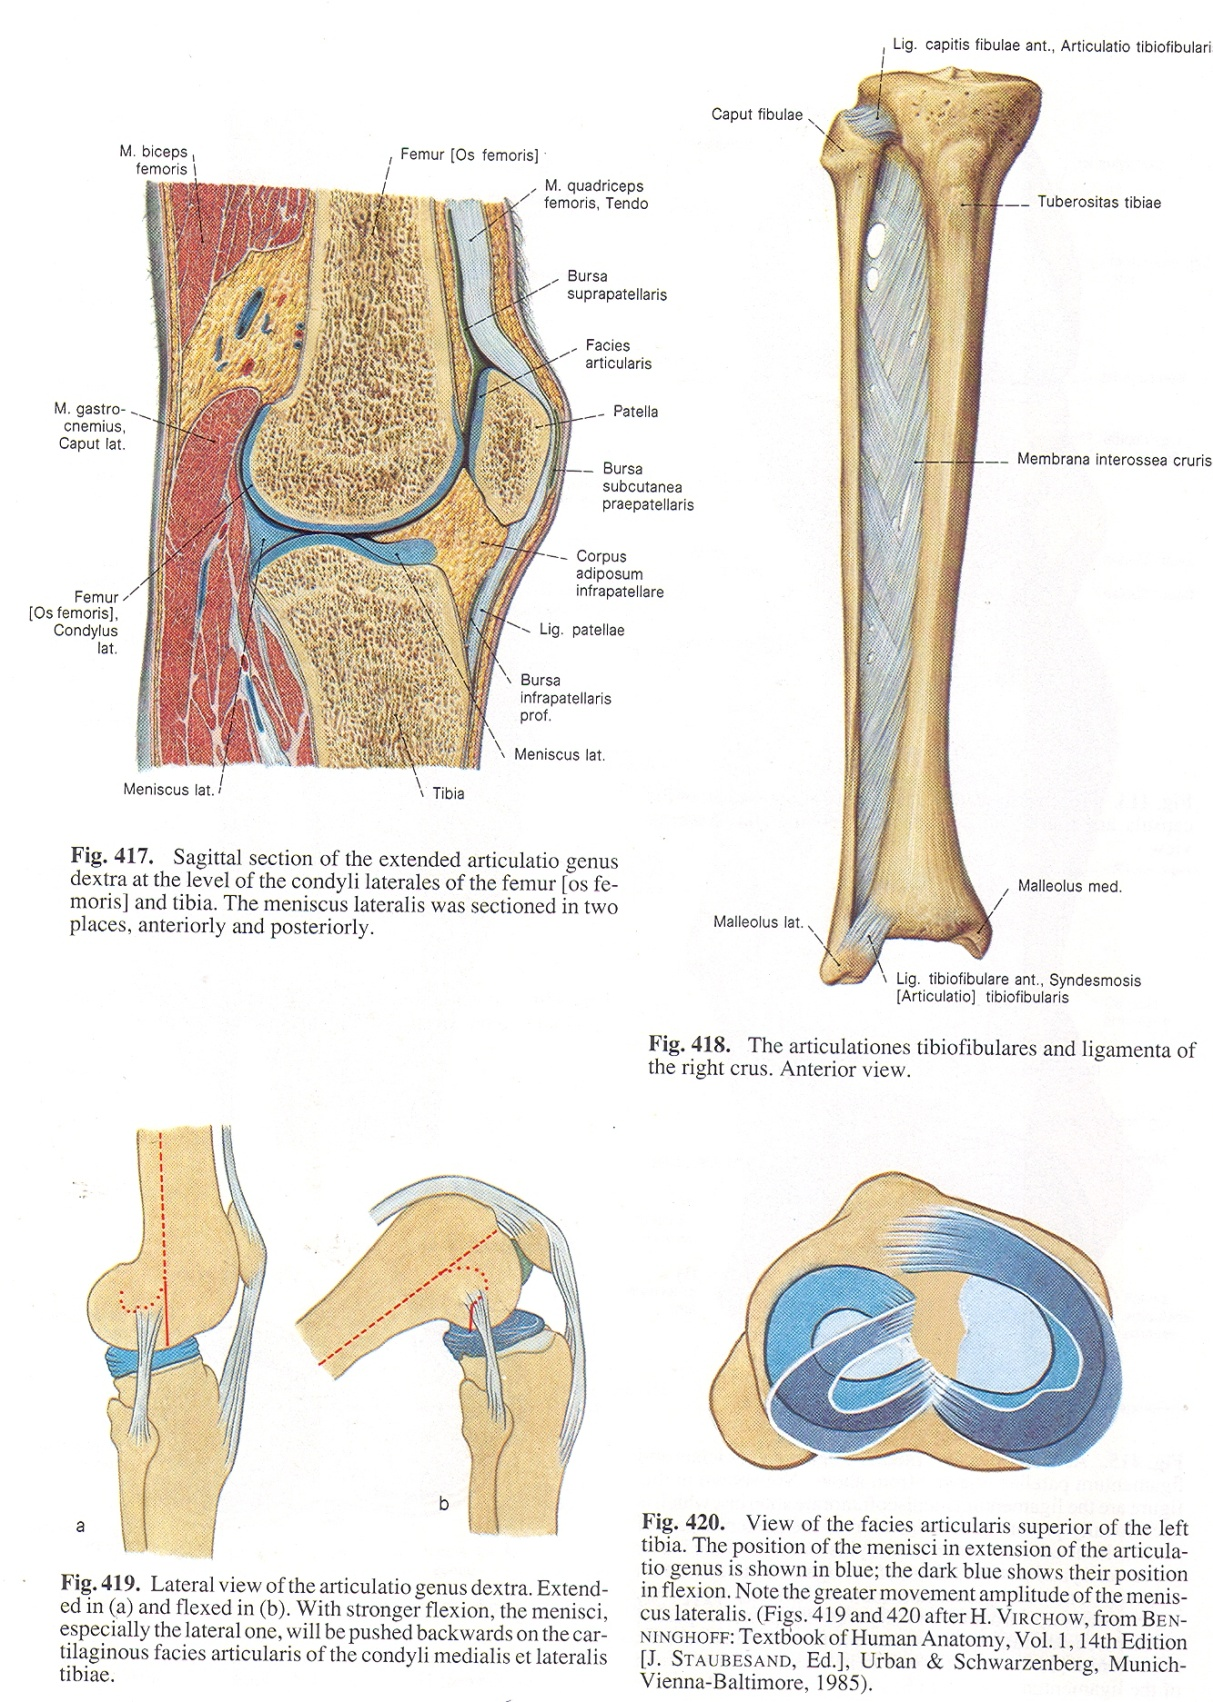 M. biceps
femoris
Femur [Os femoris]
M. quadriceps
femoris, Tendo
Bursa
suprapatellaris
Facies
articularis
Patella
M. gastro-
cnemius,
Caput lat.
Bursa
subcutanea
praepatellaris
Corpus
adiposum
infrapatellare
Femur
[Os femoris],
Condylus
lat.
Lig. patellae
Bursa
infrapatellaris
prof.
Meniscus lat.
Meniscus lat.
Tibia
Fig. 417. Sagittal section of the extended articulatio genus
dextra at the level of the condyli laterales of the femur [os fe-
moris] and tibia. The meniscus lateralis was sectioned in two
places, anteriorly and posteriorly.
Lig. capitis fibulae ant., Articulatio tibiofibulari
Caput fibulae
Tuberositas tibiae
Membrana interossea cruris
Malleolus med.
Malleolus lat.
Lig. tibiofibulare ant., Syndesmosis
[Articulatio] tibiofibularis
Fig. 418. The articulationes tibiofibulares and ligamenta of
the right crus. Anterior view.
a
b
Fig. 419. Lateral view of the articulatio genus dextra. Extend-
ed in (a) and flexed in (b). With stronger flexion, the menisci,
especially the lateral one, will be pushed backwards on the car-
tilaginous facies articularis of the condyli medialis et lateralis
tibiae.
Fig. 420. View of the facies articularis superior of the left
tibia. The position of the menisci in extension of the articula-
tio genus is shown in blue; the dark blue shows their position
in flexion. Note the greater movement amplitude of the menis-
cus lateralis. (Figs. 419 and 420 after H. VIRCHOW, from BEN-
NINGHOFF: Textbook of Human Anatomy, Vol. 1, 14th Edition
[J. STAUBESAND, Ed.], Urban & Schwarzenberg, Munich-
Vienna-Baltimore, 1985).